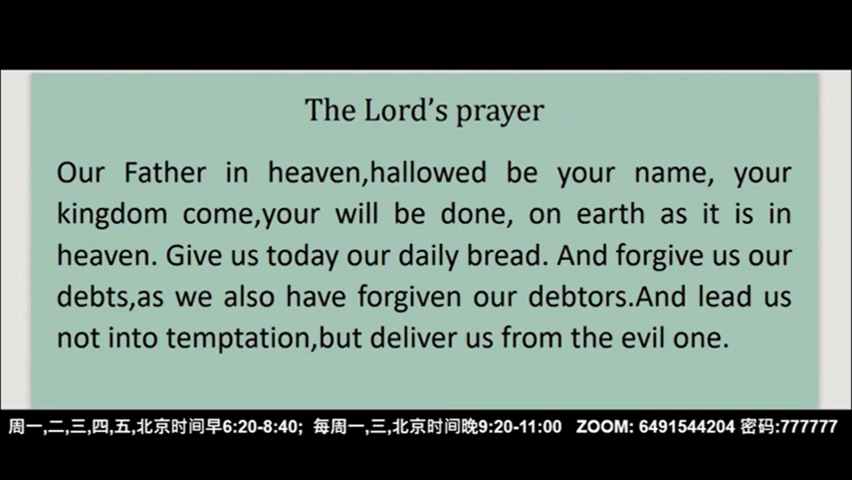 The Lord's prayer
Our Father in heaven,hallowed be your name, your
kingdom come,your will be done, on earth as it is in
heaven. Give us today our daily bread. And forgive us our
debts,as we also have forgiven our debtors.And lead us
not into temptation,but deliver us from the evil one.
周一,二,三,四,五,北京时间早6:20-8:40; 每周一,三,北京时间晚9:20-11:00 ZOOM: 6491544204 密码:777777